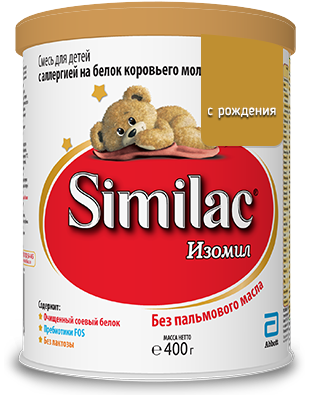 Смесь для детей
с аллергией на белок коровьего мол
с рождения
Similac®
Изомил
Содержит:
Очищенный соевый белок
Пребиотики FOS
Без лактозы
Без пальмового масла
МАССА НЕТТО
℮400 г
Abbott